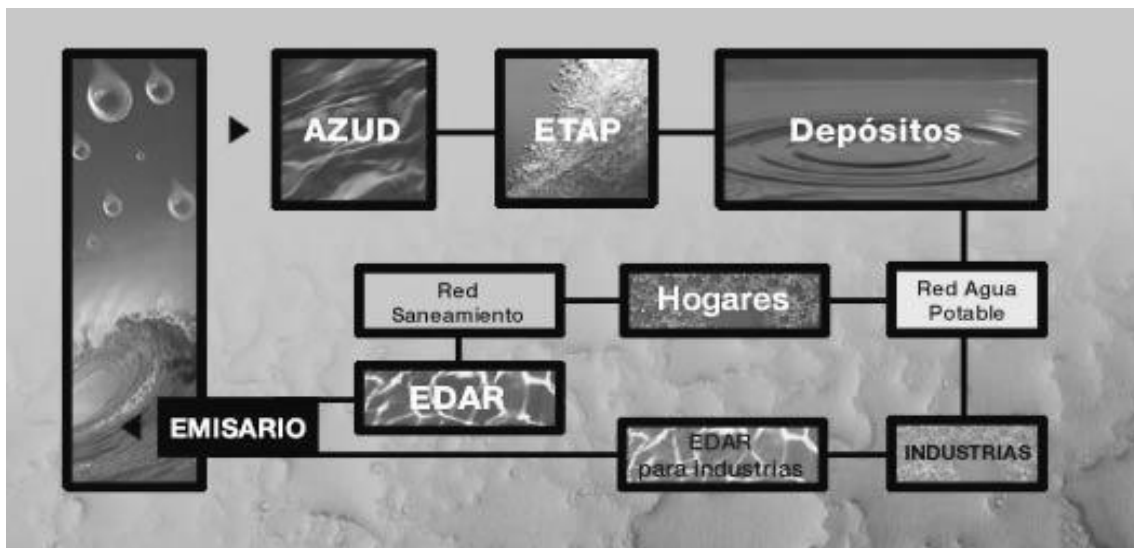 AZUD
ETAP
Depósitos
Red
Saneamiento
Hogares
Red Agua
Potable
EDAR
EMISARIO
EDAR
para Industrias
INDUSTRIAS